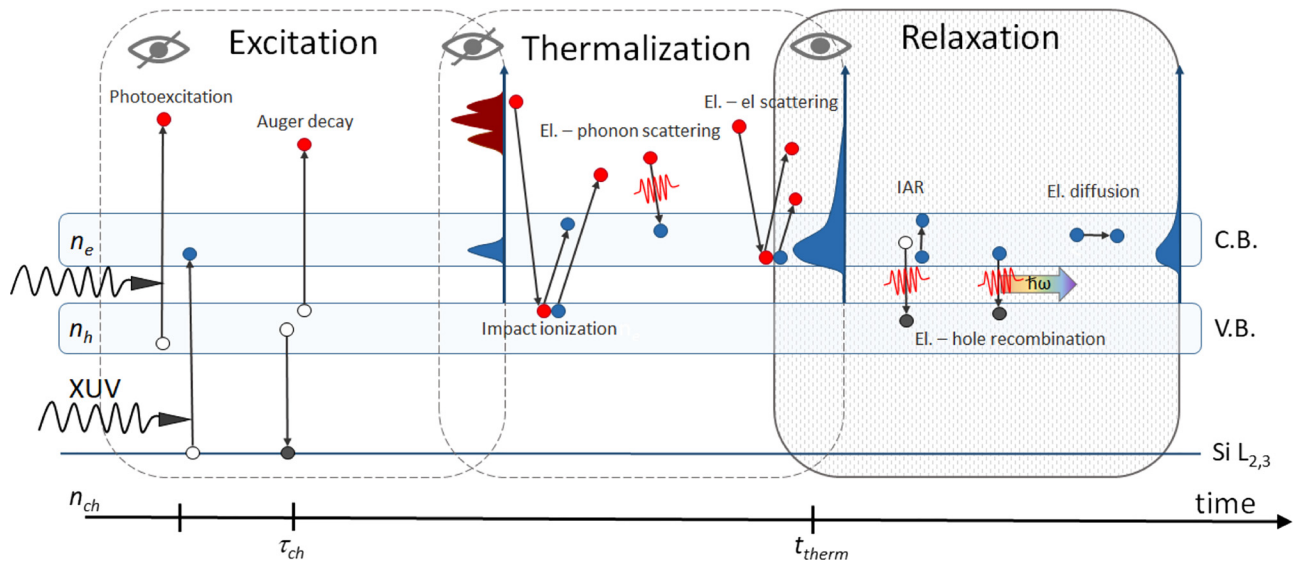 Excitation
Thermalization
Relaxation
Photoexcitation
Auger decay
El. – phonon scattering
El. – el scattering
IAR
El. diffusion
n_e
C.B.
ħω
n_h
Impact ionization
El. – hole recombination
V.B.
XUV
Si L_2,3
n_ch
time
τ_ch
t_therm